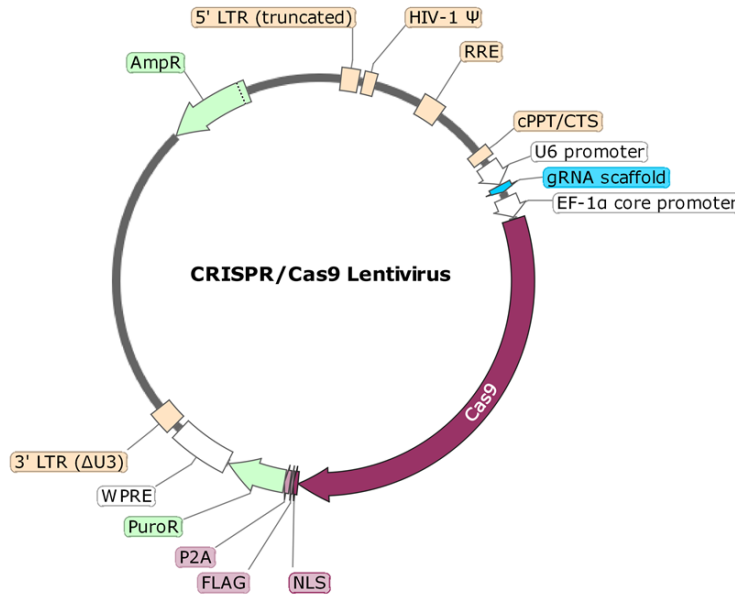 5' LTR (truncated)
HIV-1 Ψ
AmpR
RRE
cPPT/CTS
U6 promoter
gRNA scaffold
EF-1α core promoter
CRISPR/Cas9 Lentivirus
Cas9
3' LTR (ΔU3)
WPRE
PuroR
P2A
FLAG
NLS